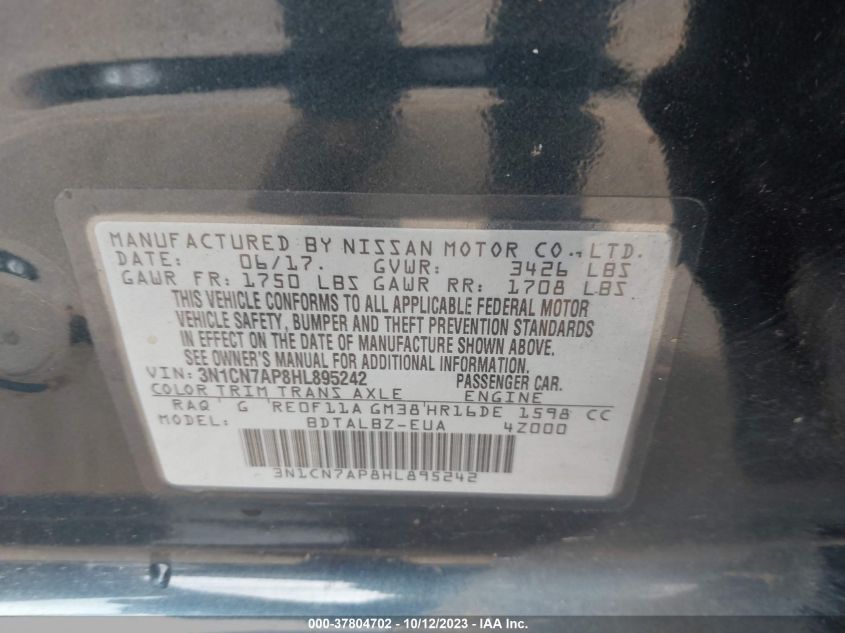 MANUFACTURED BY NISSAN MOTOR CO., LTD.
DATE: 06/17. GVWR: 3426 LBS
GAWR FR: 1750 LBS GAWR RR: 1708 LBS
THIS VEHICLE CONFORMS TO ALL APPLICABLE FEDERAL MOTOR
VEHICLE SAFETY, BUMPER AND THEFT PREVENTION STANDARDS
IN EFFECT ON THE DATE OF MANUFACTURE SHOWN ABOVE.
SEE OWNER'S MANUAL FOR ADDITIONAL INFORMATION.
VIN: 3N1CN7AP8HL895242 PASSENGER CAR.
COLOR TRIM TRANS AXLE ENGINE
RAQ' G 'RE0F11A GM38'HR16DE 1598 CC
MODEL: BDTALBZ-EUA 4Z000
3N1CN7AP8HL895242
000-37804702 - 10/12/2023 - IAA Inc.